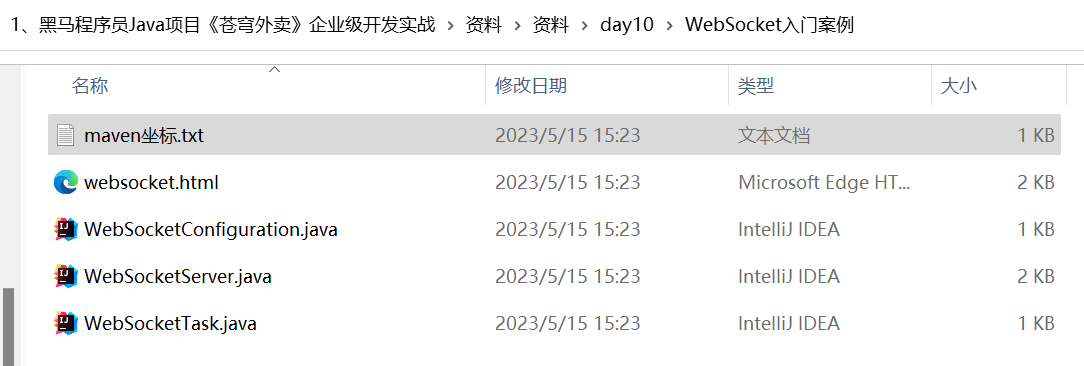 1、黑马程序员Java项目《苍穹外卖》企业级开发实战 › 资料 › 资料 › day10 › WebSocket入门案例
名称 修改日期 类型 大小
maven坐标.txt 2023/5/15 15:23 文本文档 1 KB
websocket.html 2023/5/15 15:23 Microsoft Edge HT... 2 KB
WebSocketConfiguration.java 2023/5/15 15:23 IntelliJ IDEA 1 KB
WebSocketServer.java 2023/5/15 15:23 IntelliJ IDEA 2 KB
WebSocketTask.java 2023/5/15 15:23 IntelliJ IDEA 1 KB